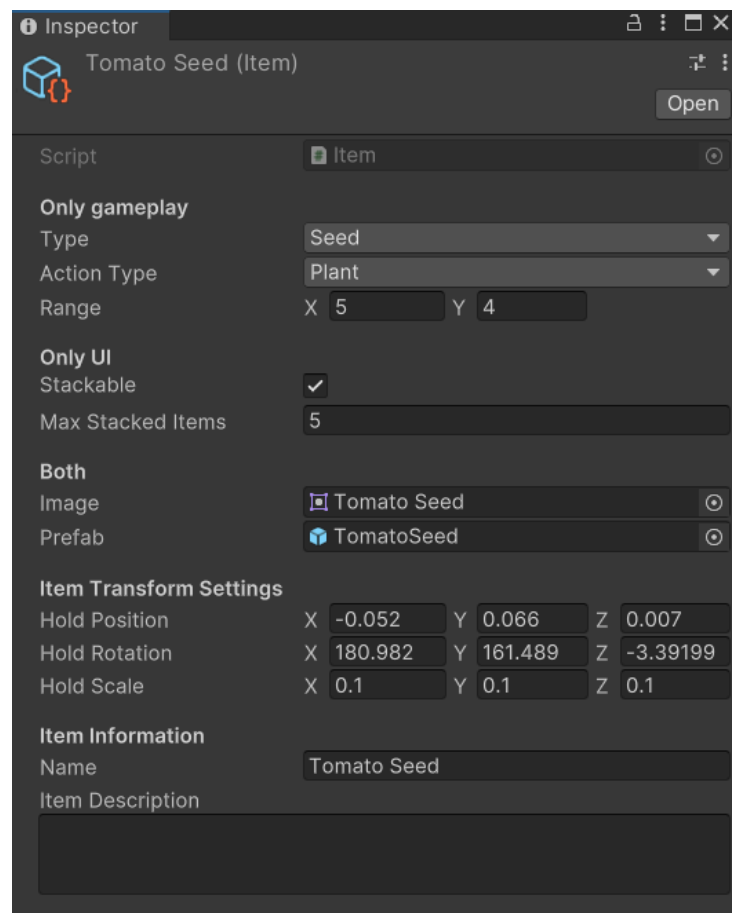 Inspector
Tomato Seed (Item)
Open
Script Item
Only gameplay
Type Seed
Action Type Plant
Range X 5 Y 4
Only UI
Stackable
Max Stacked Items 5
Both
Image Tomato Seed
Prefab TomatoSeed
Item Transform Settings
Hold Position X -0.052 Y 0.066 Z 0.007
Hold Rotation X 180.982 Y 161.489 Z -3.39199
Hold Scale X 0.1 Y 0.1 Z 0.1
Item Information
Name Tomato Seed
Item Description